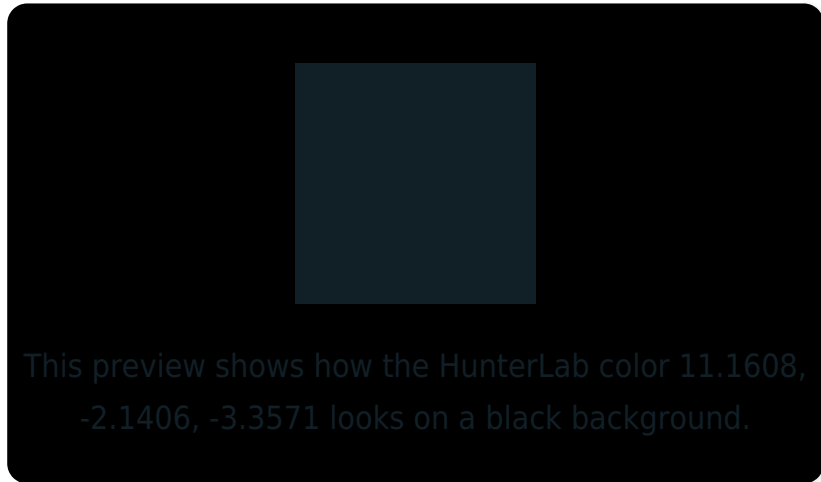 This preview shows how the HunterLab color 11.1608,
-2.1406, -3.3571 looks on a black background.